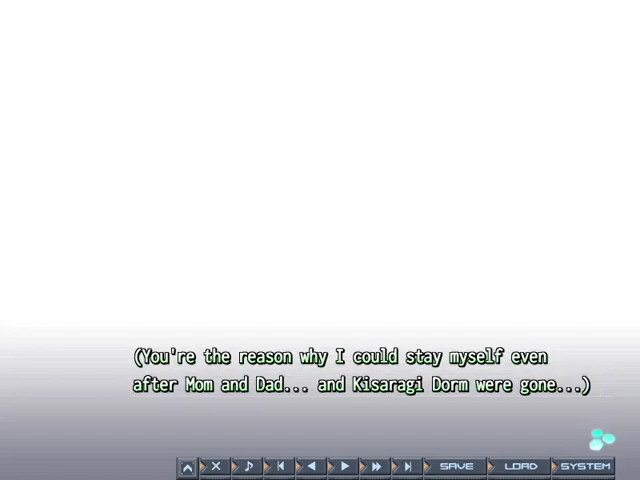 (You're the reason why I could stay myself even
after Mom and Dad... and Kisaragi Dorm were gone...)
SAVE LOAD SYSTEM